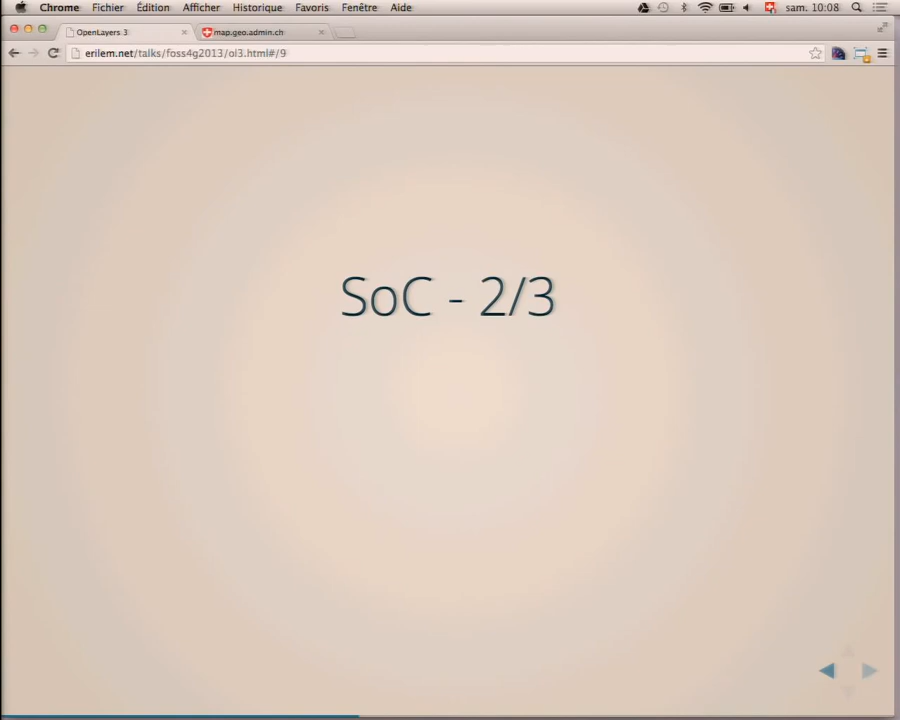 Chrome Fichier Édition Afficher Historique Favoris Fenêtre Aide sam. 10:08
OpenLayers 3 map.geo.admin.ch
erilem.net/talks/foss4g2013/ol3.html#/9
SoC - 2/3